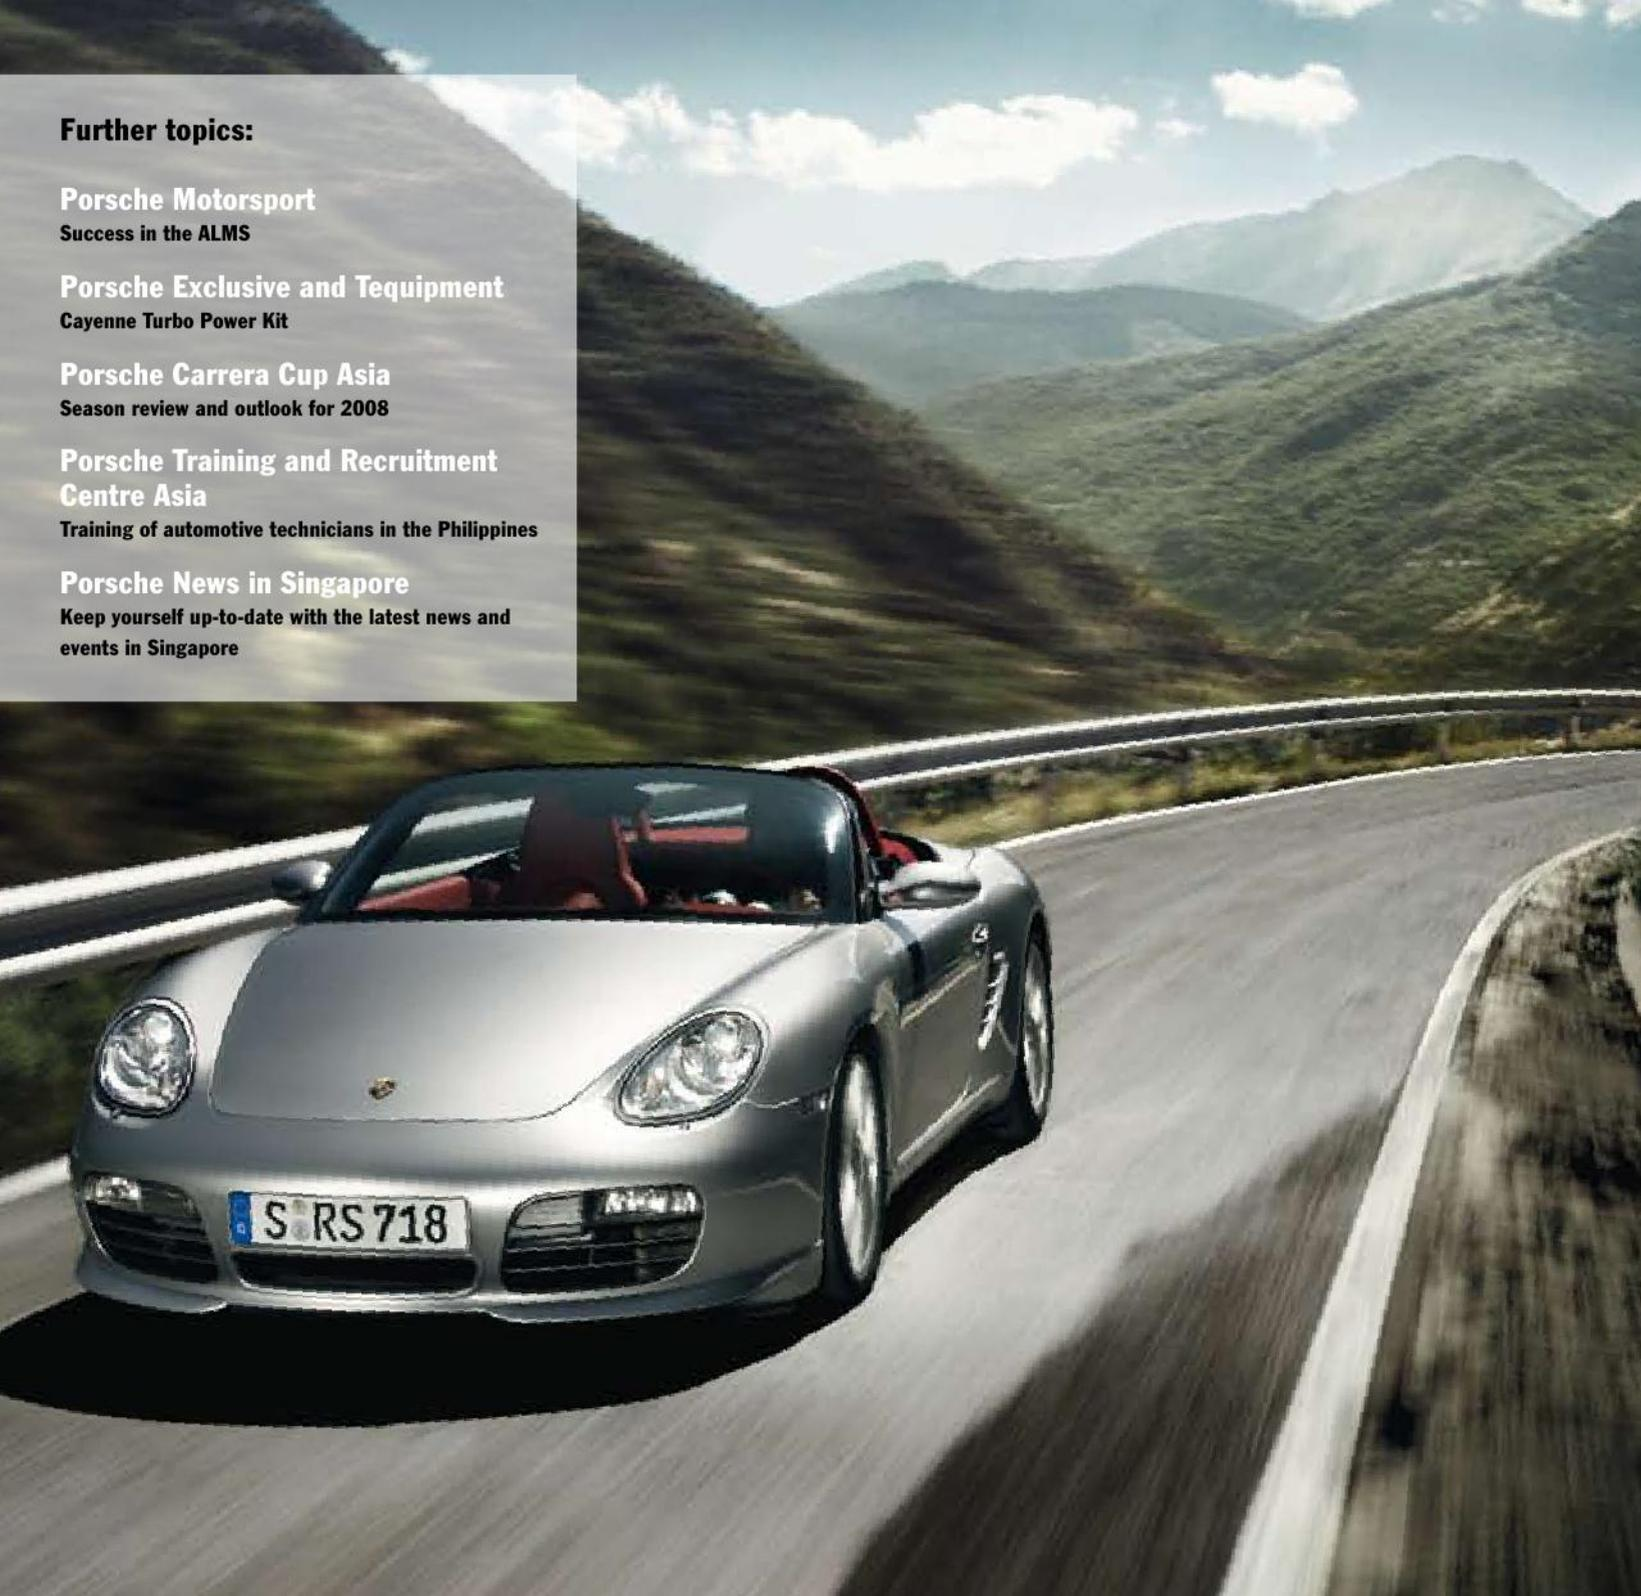 Further topics:
Porsche Motorsport
Success in the ALMS
Porsche Exclusive and Tequipment
Cayenne Turbo Power Kit
Porsche Carrera Cup Asia
Season review and outlook for 2008
Porsche Training and Recruitment
Centre Asia
Training of automotive technicians in the Philippines
Porsche News in Singapore
Keep yourself up-to-date with the latest news and
events in Singapore
S RS 718